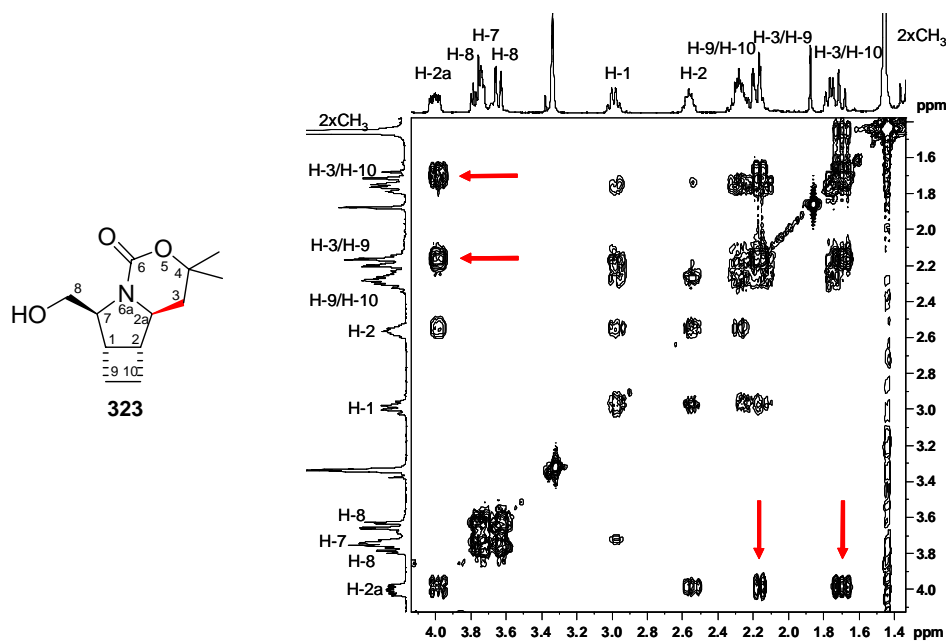 O
O
6
5
4
N
6a
3
2a
8
HO
7
1
2
9
10
323
H-2a
H-8
H-7
H-8
H-1
H-2
H-9/H-10
H-3/H-9
H-3/H-10
2xCH3
ppm
2xCH3
H-3/H-10
H-3/H-9
H-9/H-10
H-2
H-1
H-8
H-7
H-8
H-2a
1.6
1.8
2.0
2.2
2.4
2.6
2.8
3.0
3.2
3.4
3.6
3.8
4.0
ppm
4.0 3.8 3.6 3.4 3.2 3.0 2.8 2.6 2.4 2.2 2.0 1.8 1.6 1.4 ppm